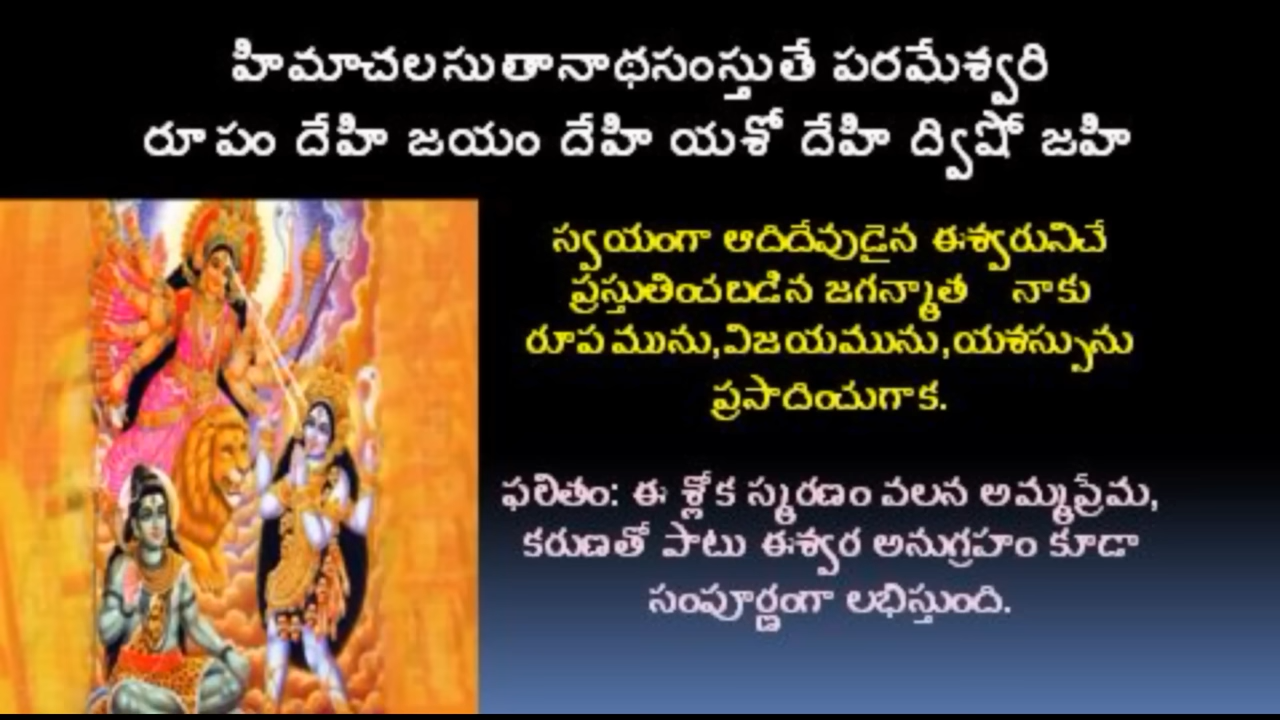 హిమాచలసుతానాథసంస్తుతే పరమేశ్వరి
రూపం దేహి జయం దేహి యశో దేహి ద్విషో జహి
స్వయంగా ఆదిదేవుడైన ఈశ్వరునిచే
ప్రస్తుతించబడిన జగన్మాత నాకు
రూపమును,విజయమును,యశస్సును
ప్రసాదించుగాక.
ఫలితం: ఈ శ్లోక స్మరణం వలన అమ్మప్రేమ,
కరుణతో పాటు ఈశ్వర అనుగ్రహం కూడా
సంపూర్ణంగా లభిస్తుంది.